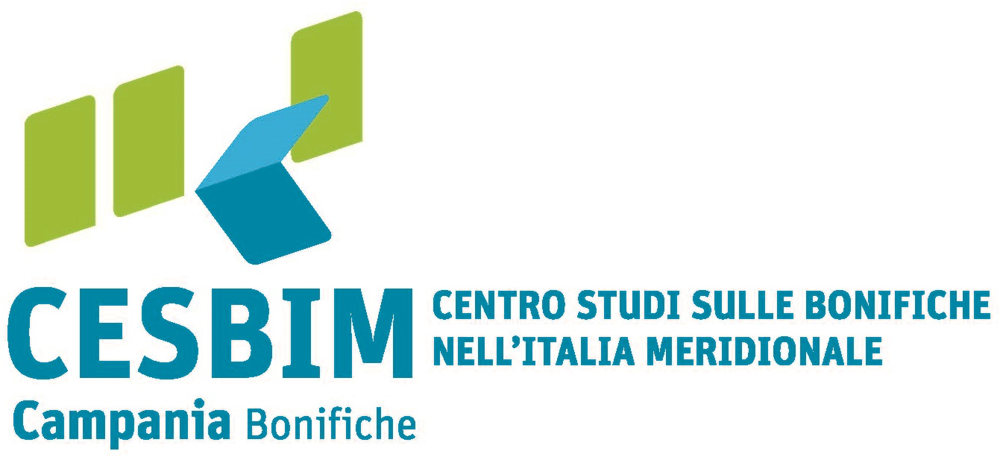 CESBIM
CENTRO STUDI SULLE BONIFICHE
NELL'ITALIA MERIDIONALE
Campania Bonifiche